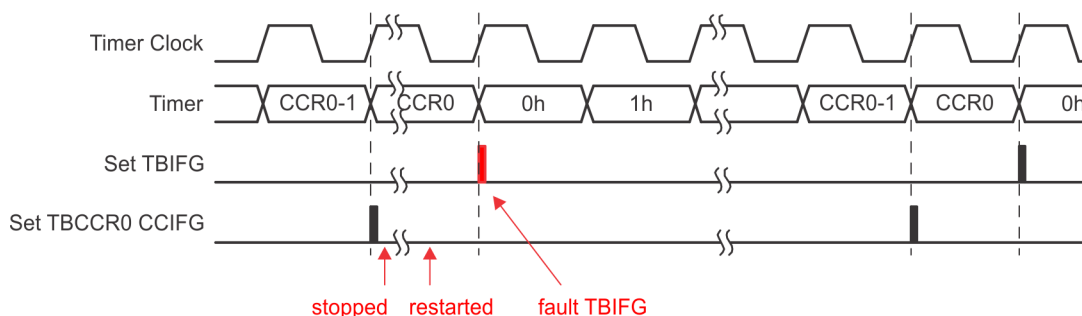 Timer Clock
Timer CCR0-1 CCR0 0h 1h CCR0-1 CCR0 0h
Set TBIFG
Set TBCCR0 CCIFG
stopped restarted fault TBIFG